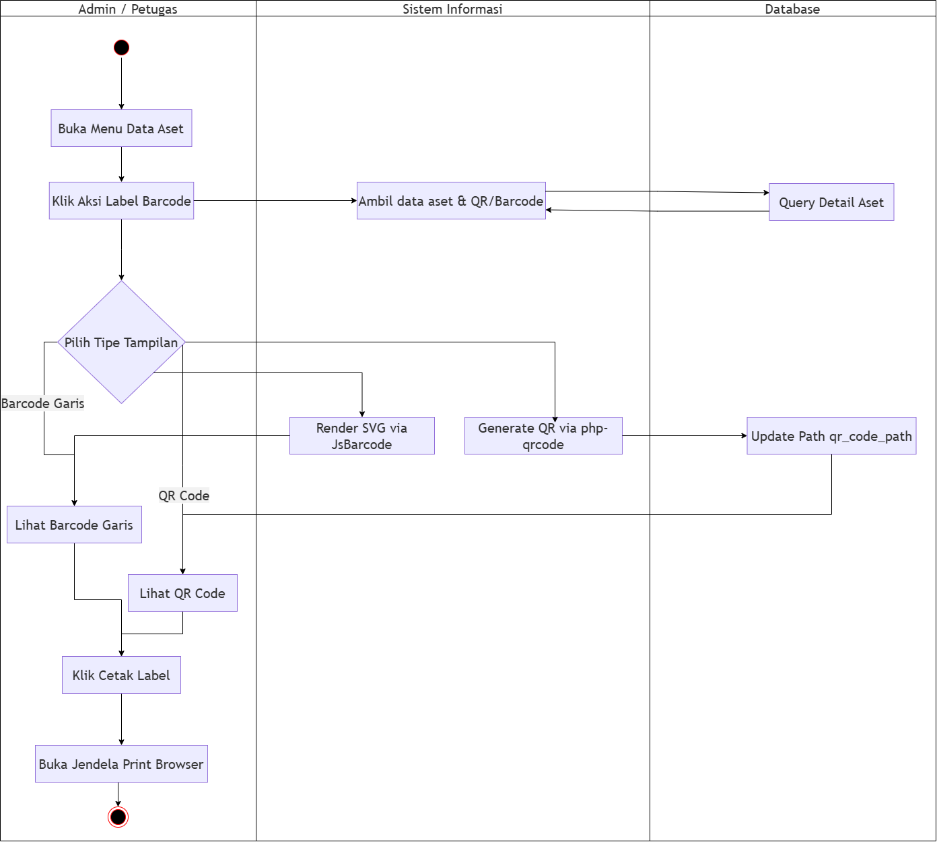 Admin / Petugas
Sistem Informasi
Database
Buka Menu Data Aset
Klik Aksi Label Barcode
Ambil data aset & QR/Barcode
Query Detail Aset
Pilih Tipe Tampilan
Barcode Garis
Render SVG via
JsBarcode
Generate QR via php-
qrcode
Update Path qr_code_path
QR Code
Lihat Barcode Garis
Lihat QR Code
Klik Cetak Label
Buka Jendela Print Browser